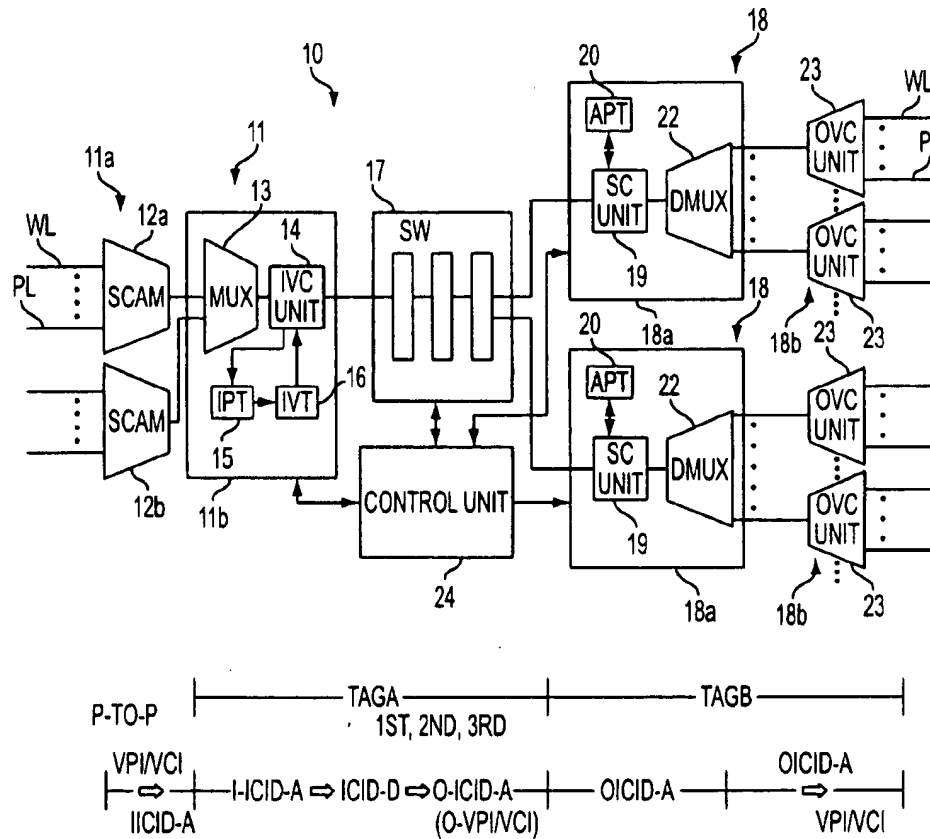 18
10
20
23
WL
APT
22
OVC
UNIT
P
11a
11
17
12a
13
14
SW
SC
UNIT
DMUX
WL
PL
SCAM
MUX
IVC
UNIT
19
OVC
UNIT
18a
18
18b
23
23
20
APT
22
OVC
UNIT
16
IPT
IVT
15
SCAM
SC
UNIT
DMUX
12b
11b
CONTROL UNIT
OVC
UNIT
19
24
18a
18b
23
TAGA
TAGB
P-TO-P
1ST, 2ND, 3RD
VPI/VCI
IICID-A
I-ICID-A ⇨ ICID-D ⇨ O-ICID-A
(O-VPI/VCI)
OICID-A
OICID-A
VPI/VCI